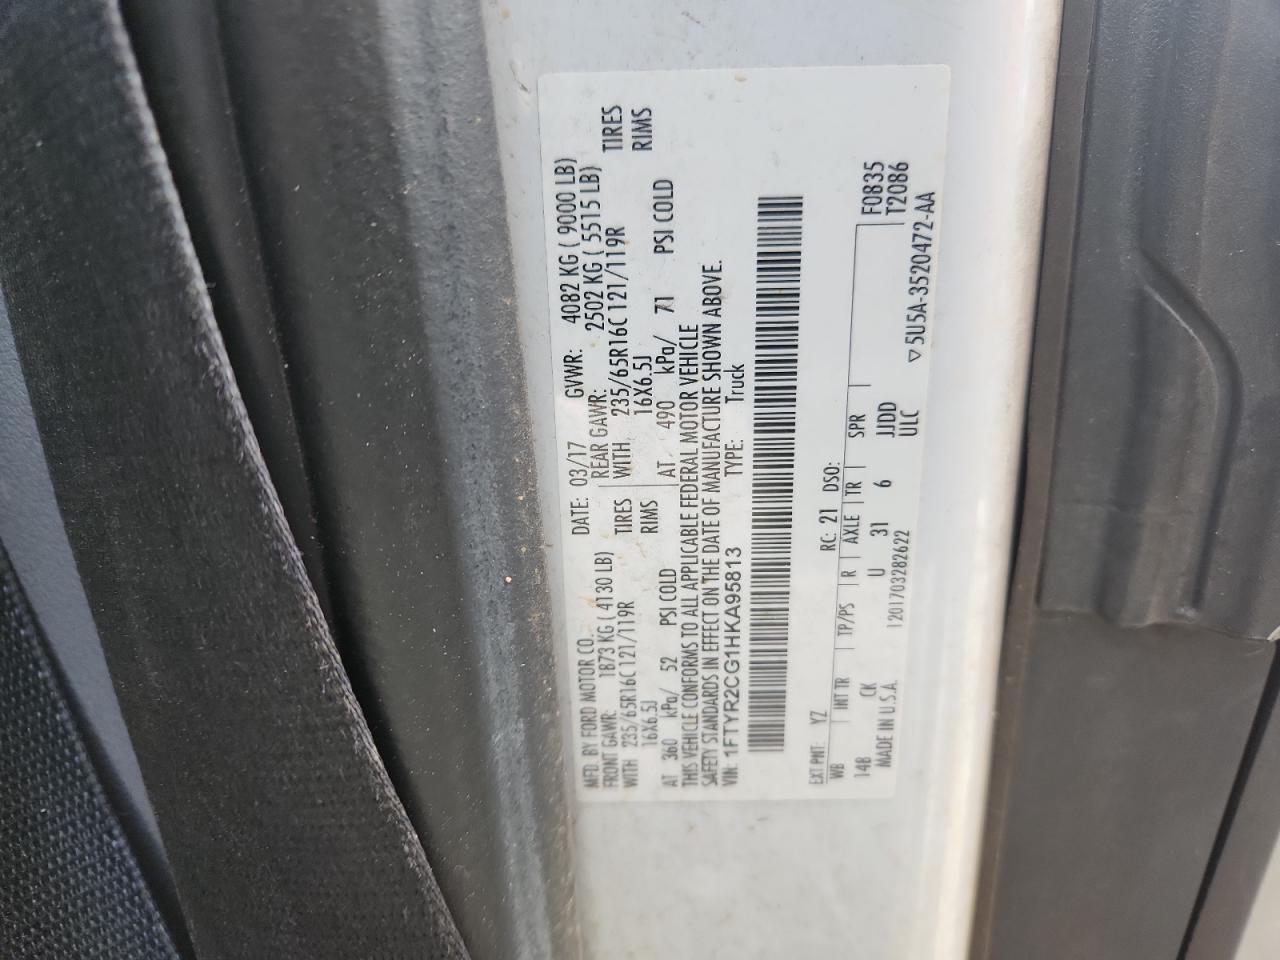 MFD. BY FORD MOTOR CO. DATE: 03/17 GVWR: 4082 KG ( 9000 LB)
FRONT GAWR: 1873 KG ( 4130 LB) REAR GAWR: 2502 KG ( 5515 LB)
WITH 235/65R16C 121/119R TIRES WITH 235/65R16C 121/119R TIRES
16X6.5J RIMS 16X6.5J RIMS
AT 360 kPa/ 52 PSI COLD AT 490 kPa/ 71 PSI COLD
THIS VEHICLE CONFORMS TO ALL APPLICABLE FEDERAL MOTOR VEHICLE
SAFETY STANDARDS IN EFFECT ON THE DATE OF MANUFACTURE SHOWN ABOVE.
VIN: 1FTYR2CG1HKA95813 TYPE: Truck
EXT PNT: YZ RC: 21 DSO:
WB INT TR TP/PS R AXLE TR SPR F0835
14B CK U 31 6 JJDD T2086
MADE IN U.S.A. 1201703282622 ULC ▽5U5A-3520472-AA